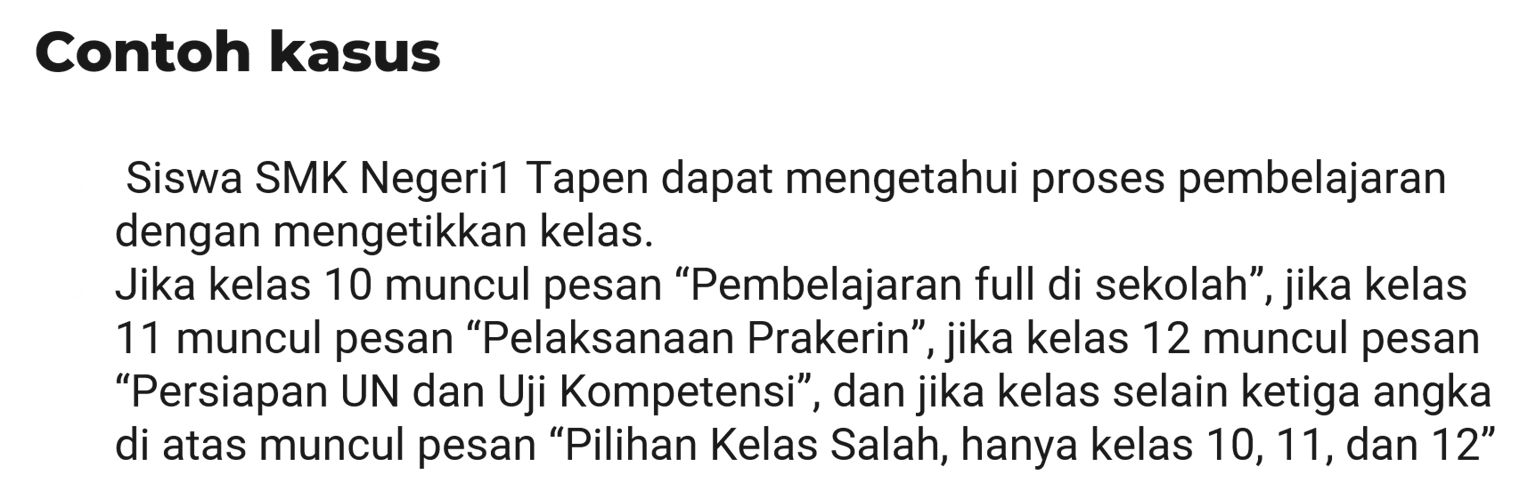 Contoh kasus
Siswa SMK Negeri1 Tapen dapat mengetahui proses pembelajaran
dengan mengetikkan kelas.
Jika kelas 10 muncul pesan “Pembelajaran full di sekolah”, jika kelas
11 muncul pesan “Pelaksanaan Prakerin”, jika kelas 12 muncul pesan
“Persiapan UN dan Uji Kompetensi”, dan jika kelas selain ketiga angka
di atas muncul pesan “Pilihan Kelas Salah, hanya kelas 10, 11, dan 12”